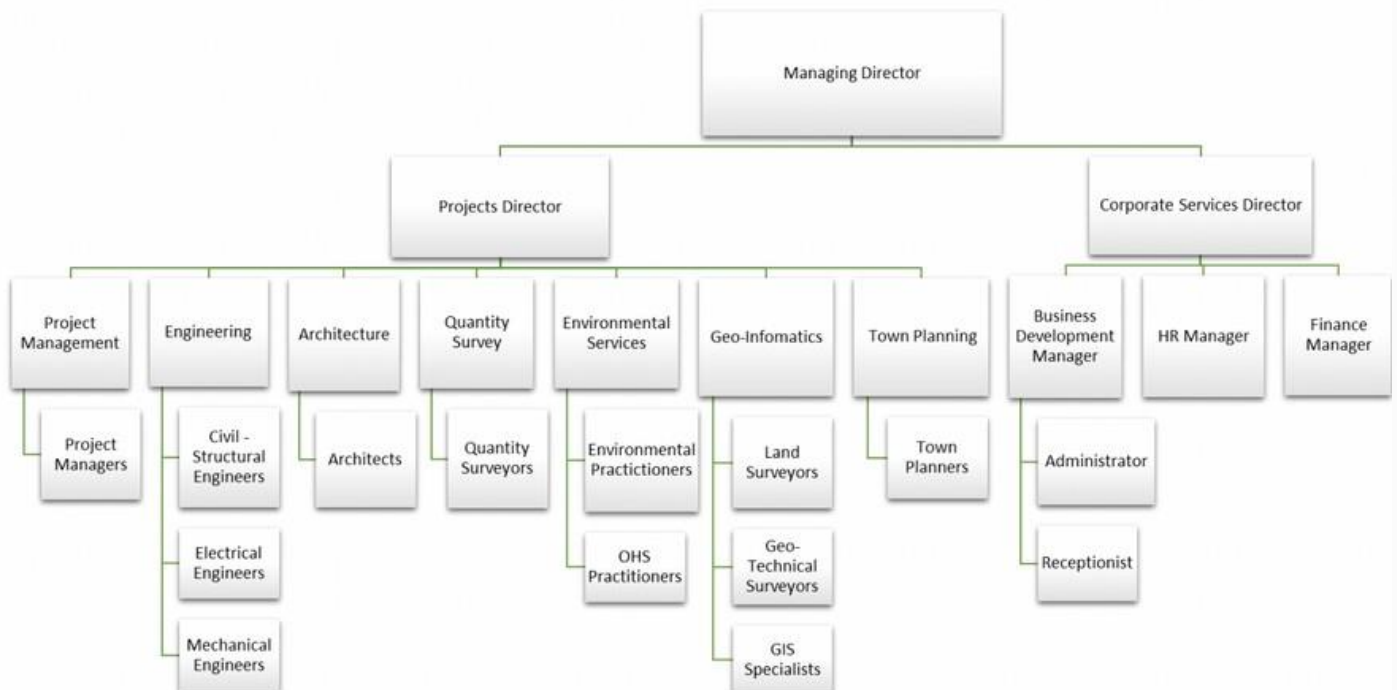 Managing Director
Projects Director
Corporate Services Director
Project
Management
Engineering
Architecture
Quantity
Survey
Environmental
Services
Geo-Infomatics
Town Planning
Business
Development
Manager
HR Manager
Finance
Manager
Project
Managers
Civil -
Structural
Engineers
Architects
Quantity
Surveyors
Environmental
Practictioners
Land
Surveyors
Town
Planners
Administrator
Electrical
Engineers
OHS
Practitioners
Geo-
Technical
Surveyors
Receptionist
Mechanical
Engineers
GIS
Specialists